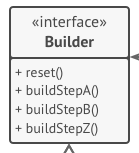 «interface»
Builder
+ reset()
+ buildStepA()
+ buildStepB()
+ buildStepZ()